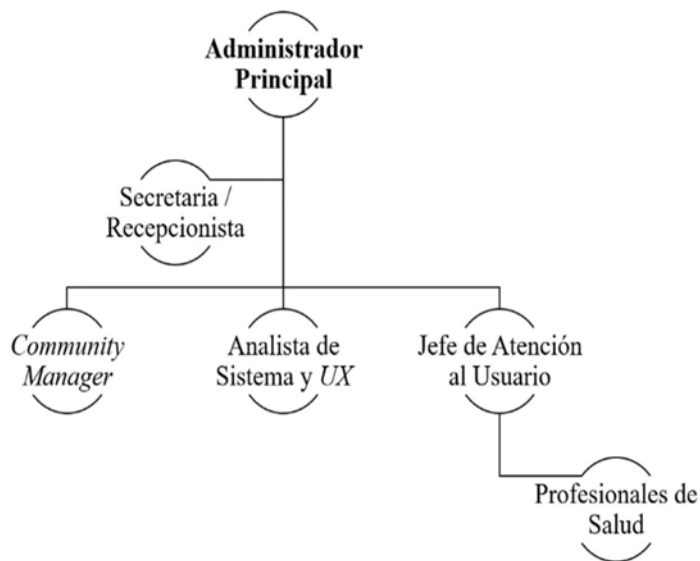 Administrador
Principal
Secretaria /
Recepcionista
Community
Manager
Analista de
Sistema y UX
Jefe de Atención
al Usuario
Profesionales de
Salud